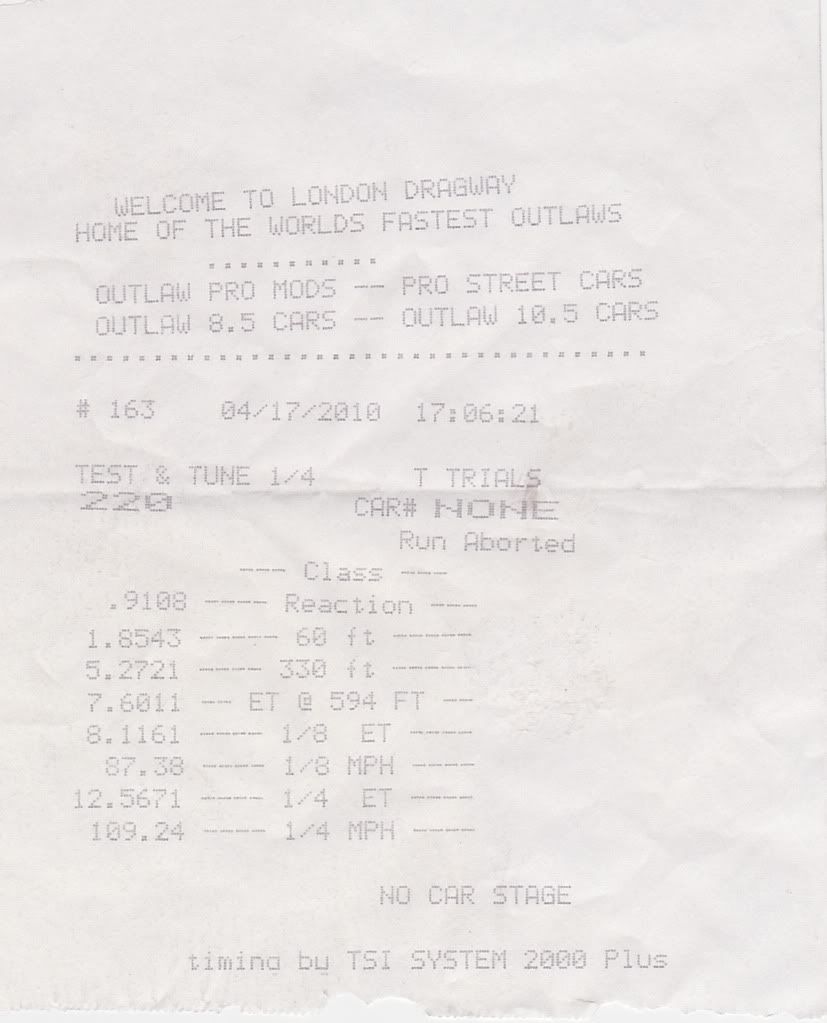 WELCOME TO LONDON DRAGWAY
HOME OF THE WORLDS FASTEST OUTLAWS
...........
OUTLAW PRO MODS -- PRO STREET CARS
OUTLAW 8.5 CARS -- OUTLAW 10.5 CARS
....................................
# 163 04/17/2010 17:06:21
TEST & TUNE 1/4 T TRIALS
220 CAR# NONE
Run Aborted
--- Class ---
.9108 ---- Reaction ---
1.8543 ----- 60 ft -----
5.2721 ---- 330 ft -----
7.6011 -- ET @ 594 FT --
8.1161 ---- 1/8 ET ----
87.38 ---- 1/8 MPH ----
12.5671 ---- 1/4 ET ----
109.24 ---- 1/4 MPH ----
NO CAR STAGE
timing by TSI SYSTEM 2000 Plus